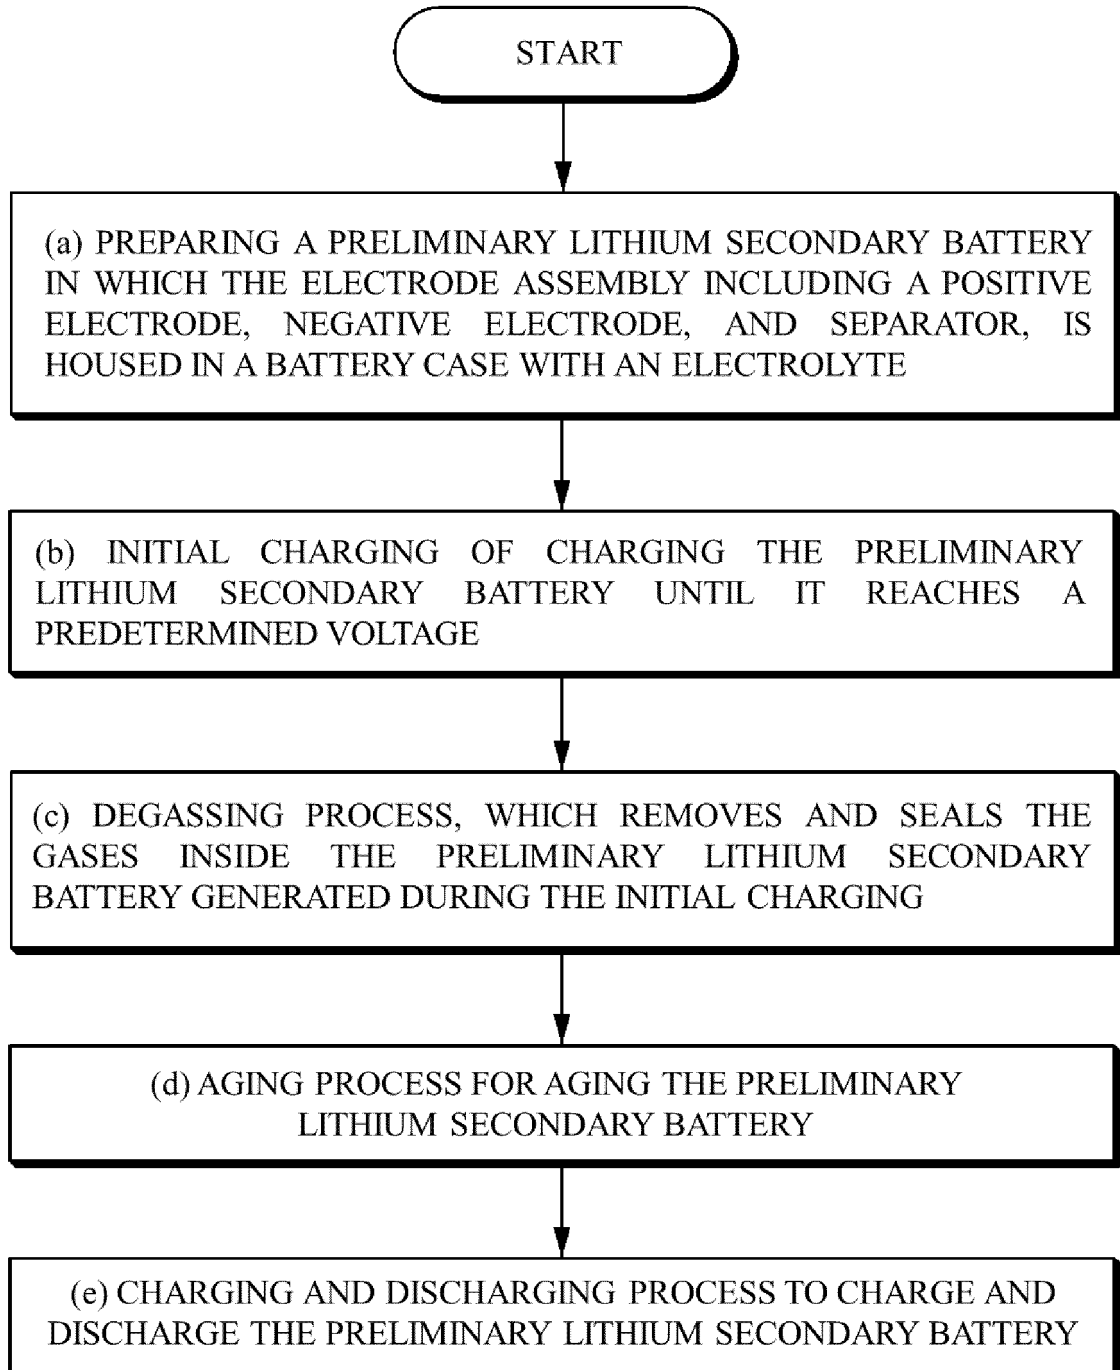 START
(a) PREPARING A PRELIMINARY LITHIUM SECONDARY BATTERY
IN WHICH THE ELECTRODE ASSEMBLY INCLUDING A POSITIVE
ELECTRODE, NEGATIVE ELECTRODE, AND SEPARATOR, IS
HOUSED IN A BATTERY CASE WITH AN ELECTROLYTE
(b) INITIAL CHARGING OF CHARGING THE PRELIMINARY
LITHIUM SECONDARY BATTERY UNTIL IT REACHES A
PREDETERMINED VOLTAGE
(c) DEGASSING PROCESS, WHICH REMOVES AND SEALS THE
GASES INSIDE THE PRELIMINARY LITHIUM SECONDARY
BATTERY GENERATED DURING THE INITIAL CHARGING
(d) AGING PROCESS FOR AGING THE PRELIMINARY
LITHIUM SECONDARY BATTERY
(e) CHARGING AND DISCHARGING PROCESS TO CHARGE AND
DISCHARGE THE PRELIMINARY LITHIUM SECONDARY BATTERY